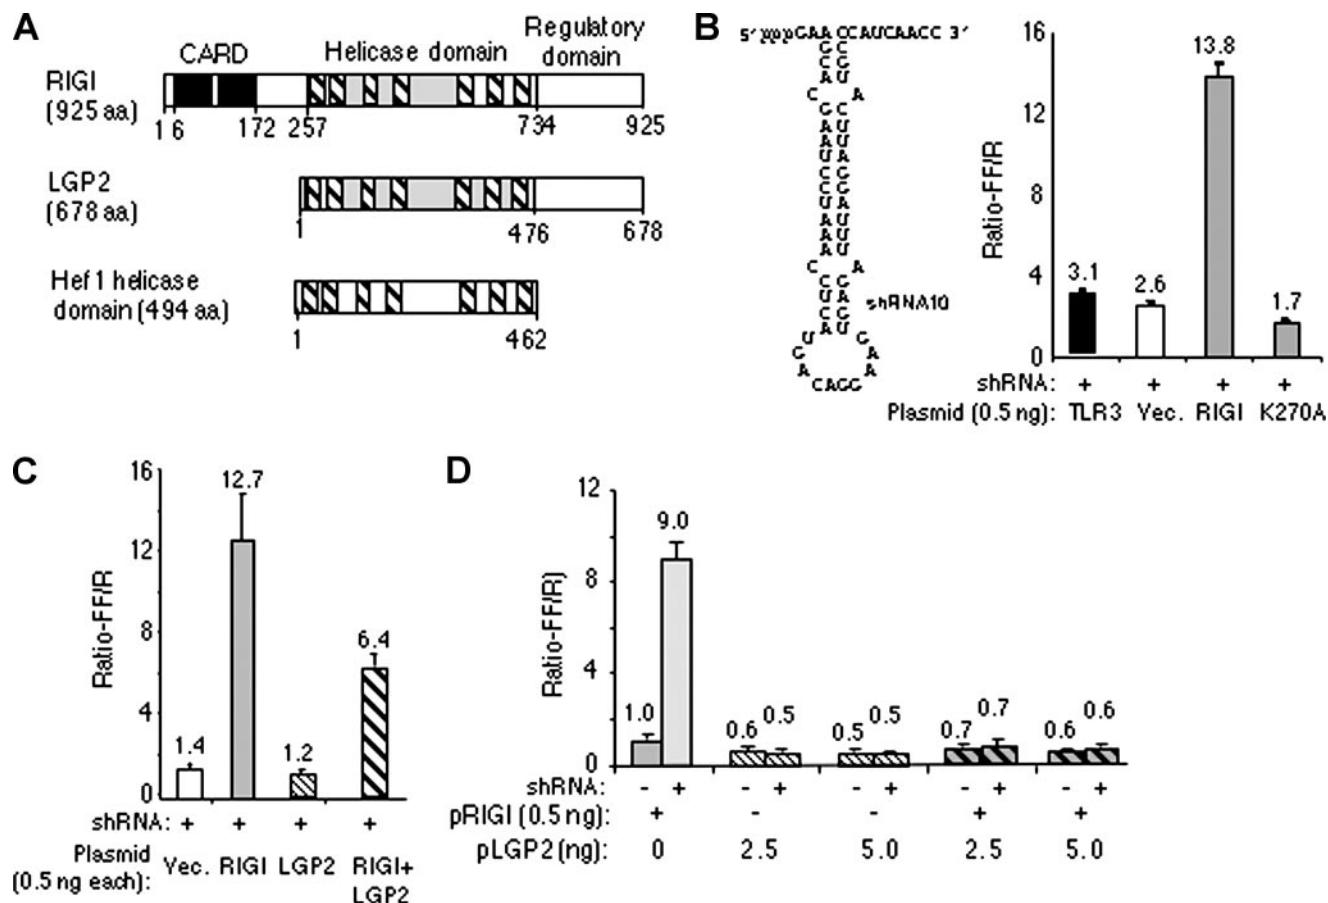 A
CARD
Helicase domain
Regulatory
domain
RIGI
(925 aa)
1 6 172 257 734 925
LGP2
(678 aa)
1 476 678
Hef1 helicase
domain (494 aa)
1 462
B
5' pppGAA CCAUCAACC 3'
shRNA10
Ratio-FF/R
16
12
8
4
0
3.1
2.6
13.8
1.7
shRNA: + + + +
Plasmid (0.5 ng): TLR3 Vec. RIGI K270A
C
Ratio-FF/R
16
12
8
4
0
1.4
12.7
1.2
6.4
shRNA: + + + +
Plasmid
(0.5 ng each):
Vec. RIGI LGP2 RIGI+
LGP2
D
Ratio-FF/R)
12
8
4
0
1.0
9.0
0.6 0.5
0.5 0.5
0.7 0.7
0.6 0.6
shRNA: - + - + - + - + - +
pRIGI (0.5 ng): + - - + +
pLGP2 (ng): 0 2.5 5.0 2.5 5.0